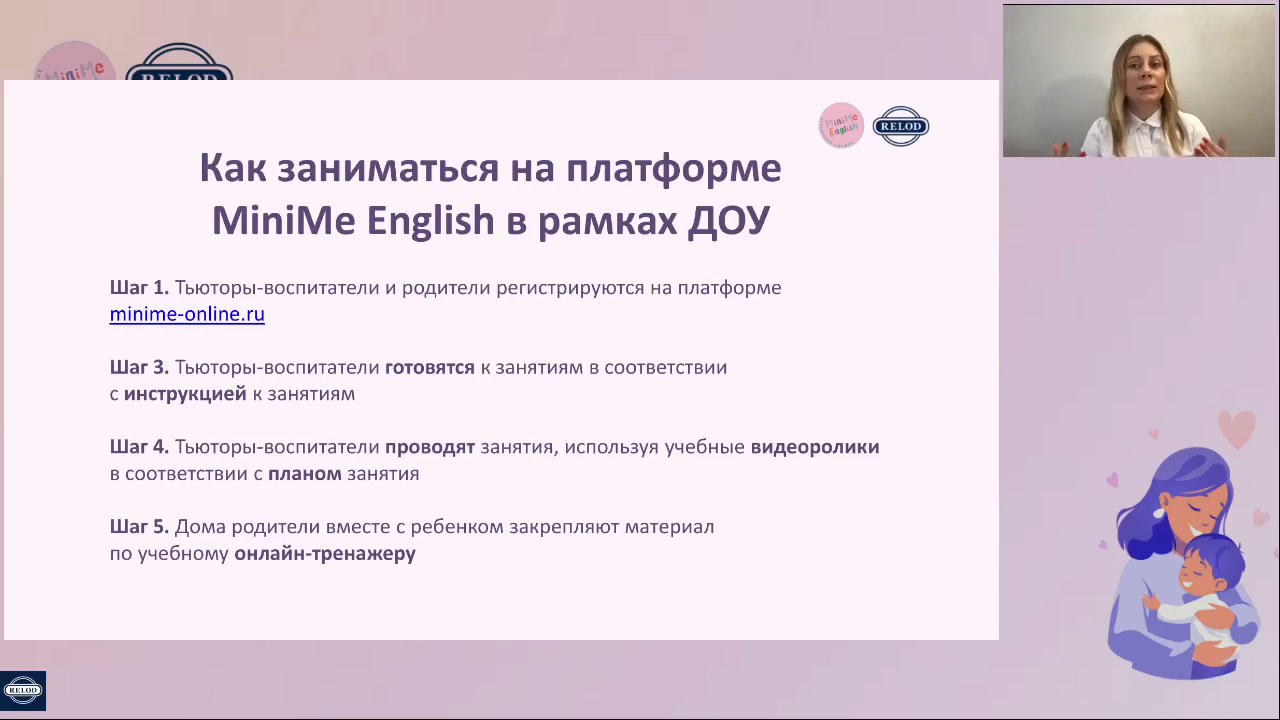 MiniMe
RELOD
MiniMe
English
RELOD
Как заниматься на платформе
MiniMe English в рамках ДОУ
Шаг 1. Тьюторы-воспитатели и родители регистрируются на платформе
minime-online.ru
Шаг 3. Тьюторы-воспитатели готовятся к занятиям в соответствии
с инструкцией к занятиям
Шаг 4. Тьюторы-воспитатели проводят занятия, используя учебные видеоролики
в соответствии с планом занятия
Шаг 5. Дома родители вместе с ребенком закрепляют материал
по учебному онлайн-тренажеру
RELOD